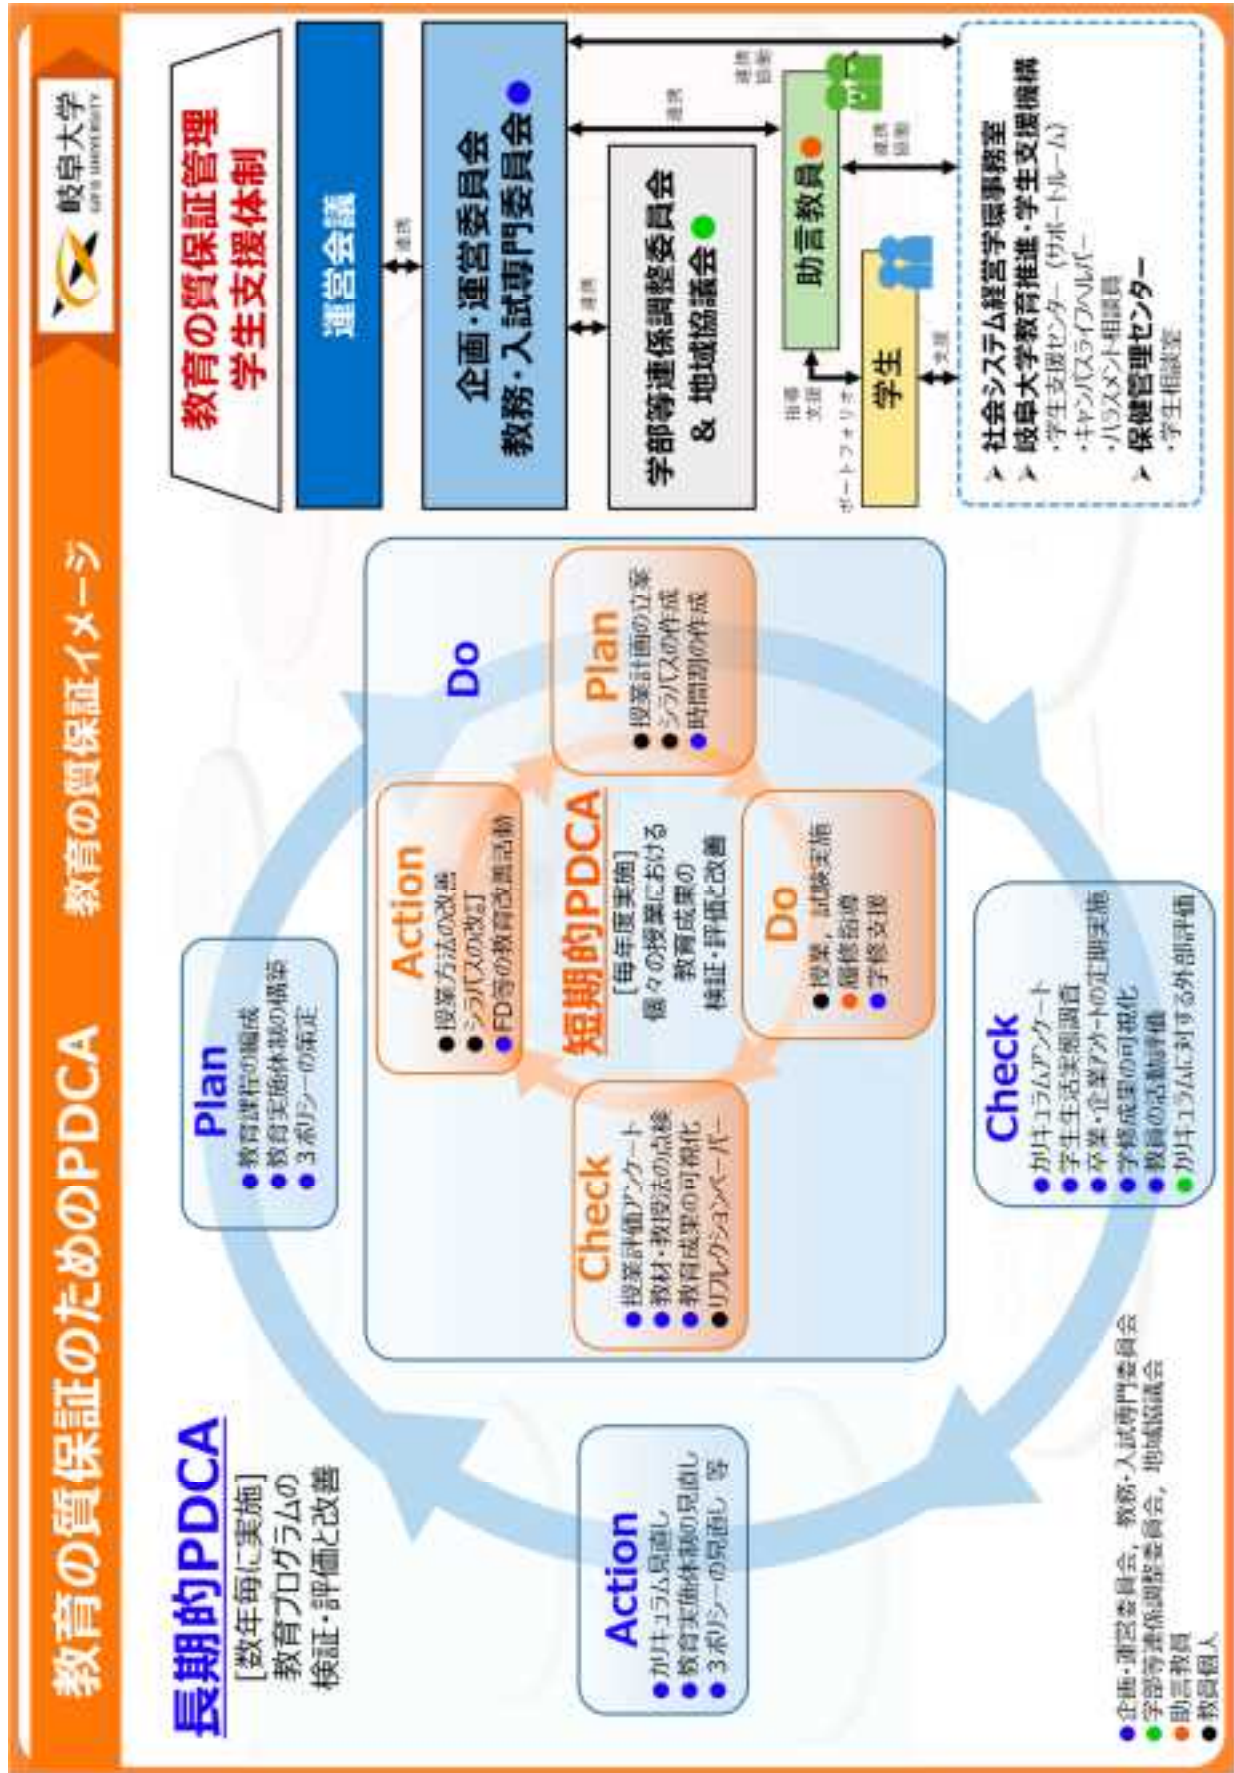 教育の質保証のためのPDCA
教育の質保証イメージ
岐阜大学
GIFU UNIVERSITY
長期的PDCA
[数年毎に実施]
教育プログラムの
検証・評価と改善
Plan
●教育課程の編成
●教育実施体制の構築
●3ポリシーの策定
Do
Action
●授業方法の改善
●シラバスの改訂
●FD等の教育改善活動
Check
●授業評価アンケート
●教材・教授法の点検
●教育成果の可視化
●リフレクションペーパー
短期的PDCA
[毎年度実施]
個々の授業における
教育成果の
検証・評価と改善
Plan
●授業計画の立案
●シラバスの作成
●時間割の作成
Do
●授業，試験実施
●履修指導
●学修支援
Action
●カリキュラム見直し
●教育実施体制の見直し
●3ポリシーの見直し 等
Check
●カリキュラムアンケート
●学生生活実態調査
●卒業・企業アンケートの定期実施
●学修成果の可視化
●教員の活動評価
●カリキュラムに対する外部評価
●企画・運営委員会，教務・入試専門委員会
●学部等連係調整委員会，地域協議会
●助言教員
●教員個人
教育の質保証管理
学生支援体制
運営会議
連携
企画・運営委員会
教務・入試専門委員会●
連携
連携
連携
協働
学部等連係調整委員会
& 地域協議会●
助言教員●
指導
支援
ポートフォリオ
連携
協働
学生
支援
➤ 社会システム経営学環事務室
➤ 岐阜大学教育推進・学生支援機構
・学生支援センター（サポートルーム）
・キャンパスライフヘルパー
・ハラスメント相談員
➤ 保健管理センター
・学生相談室